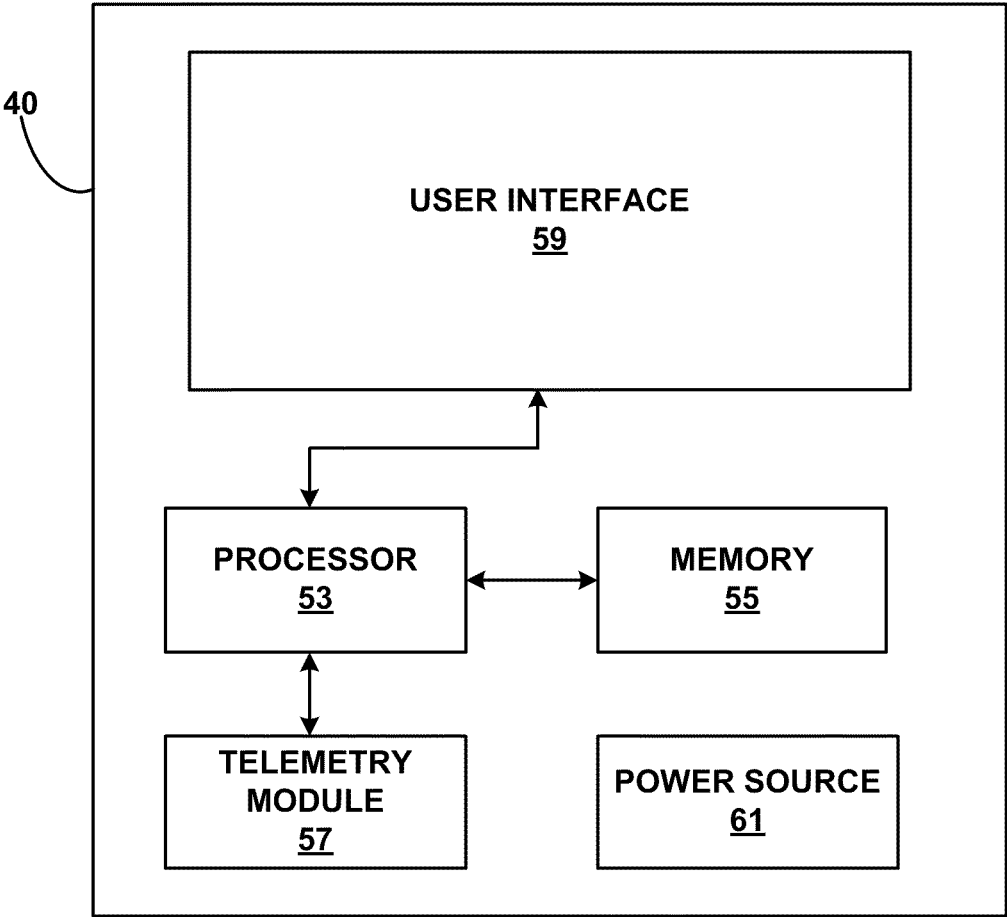 40
USER INTERFACE
59
PROCESSOR
53
MEMORY
55
TELEMETRY
MODULE
57
POWER SOURCE
61